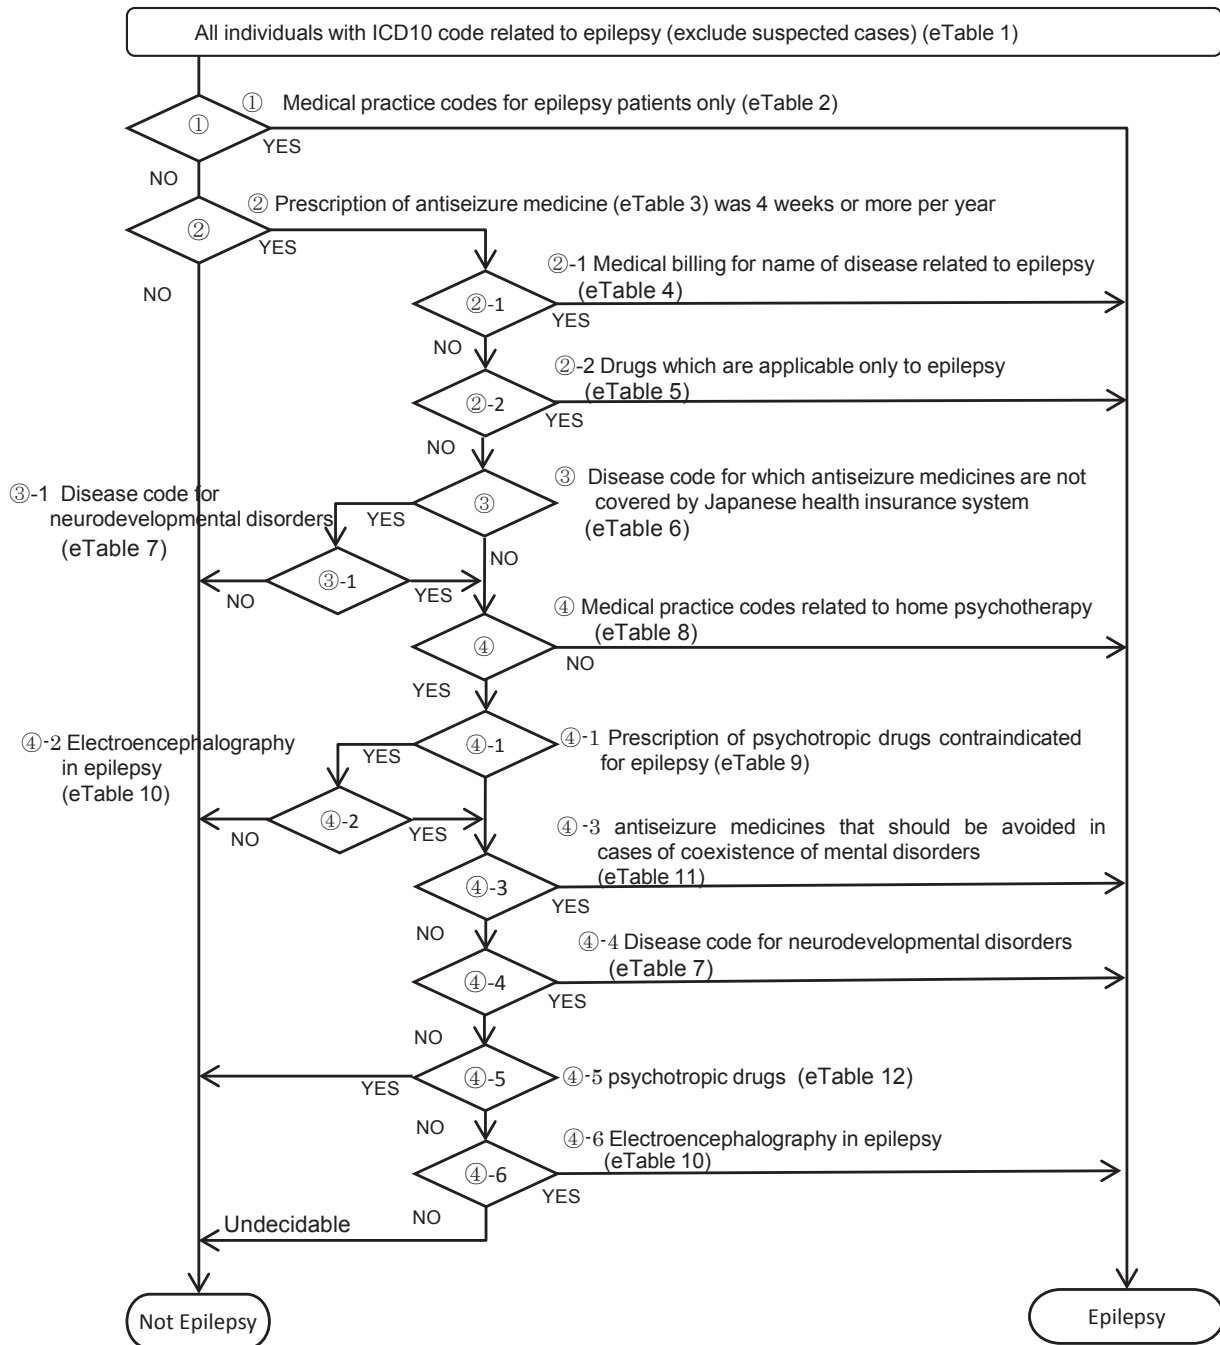 All individuals with ICD10 code related to epilepsy (exclude suspected cases) (eTable 1)
① Medical practice codes for epilepsy patients only (eTable 2)
①
YES
NO
② Prescription of antiseizure medicine (eTable 3) was 4 weeks or more per year
②
YES
NO
②-1 Medical billing for name of disease related to epilepsy
(eTable 4)
②-1
YES
NO
②-2 Drugs which are applicable only to epilepsy
(eTable 5)
②-2
YES
NO
③-1 Disease code for
neurodevelopmental disorders
(eTable 7)
YES
③
③ Disease code for which antiseizure medicines are not
covered by Japanese health insurance system
(eTable 6)
NO
③-1
NO
YES
④ Medical practice codes related to home psychotherapy
(eTable 8)
④
NO
YES
④-2 Electroencephalography
in epilepsy
(eTable 10)
YES
④-1
④-1 Prescription of psychotropic drugs contraindicated
for epilepsy (eTable 9)
④-2
NO
YES
④-3 antiseizure medicines that should be avoided in
cases of coexistence of mental disorders
(eTable 11)
④-3
YES
NO
④-4 Disease code for neurodevelopmental disorders
(eTable 7)
④-4
YES
NO
④-5
YES
④-5 psychotropic drugs (eTable 12)
NO
④-6 Electroencephalography in epilepsy
(eTable 10)
④-6
YES
NO
Undecidable
Not Epilepsy
Epilepsy